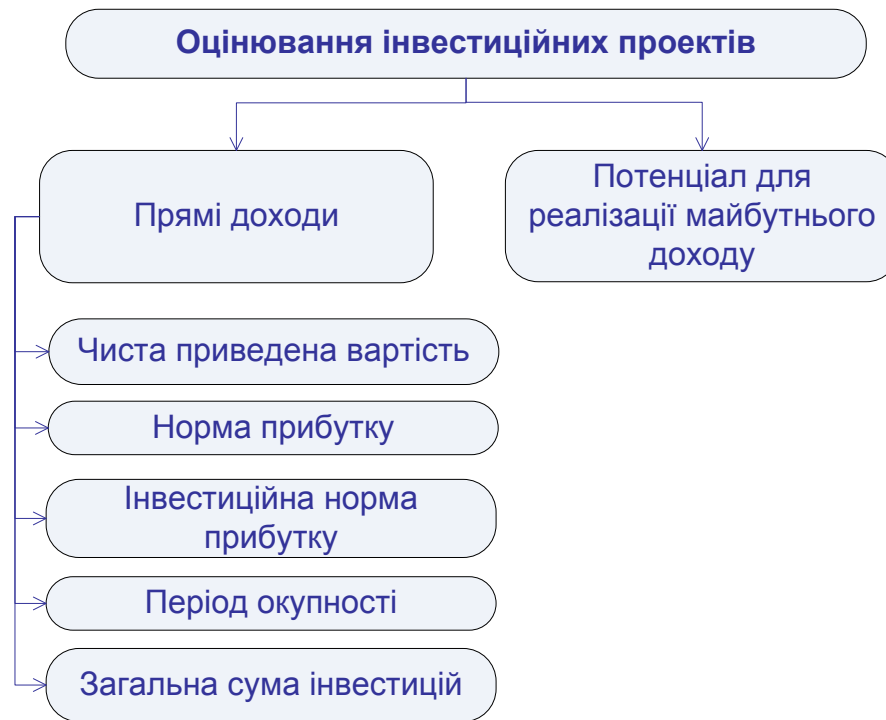 Оцінювання інвестиційних проектів
Прямі доходи
Потенціал для
реалізації майбутнього
доходу
Чиста приведена вартість
Норма прибутку
Інвестиційна норма
прибутку
Період окупності
Загальна сума інвестицій